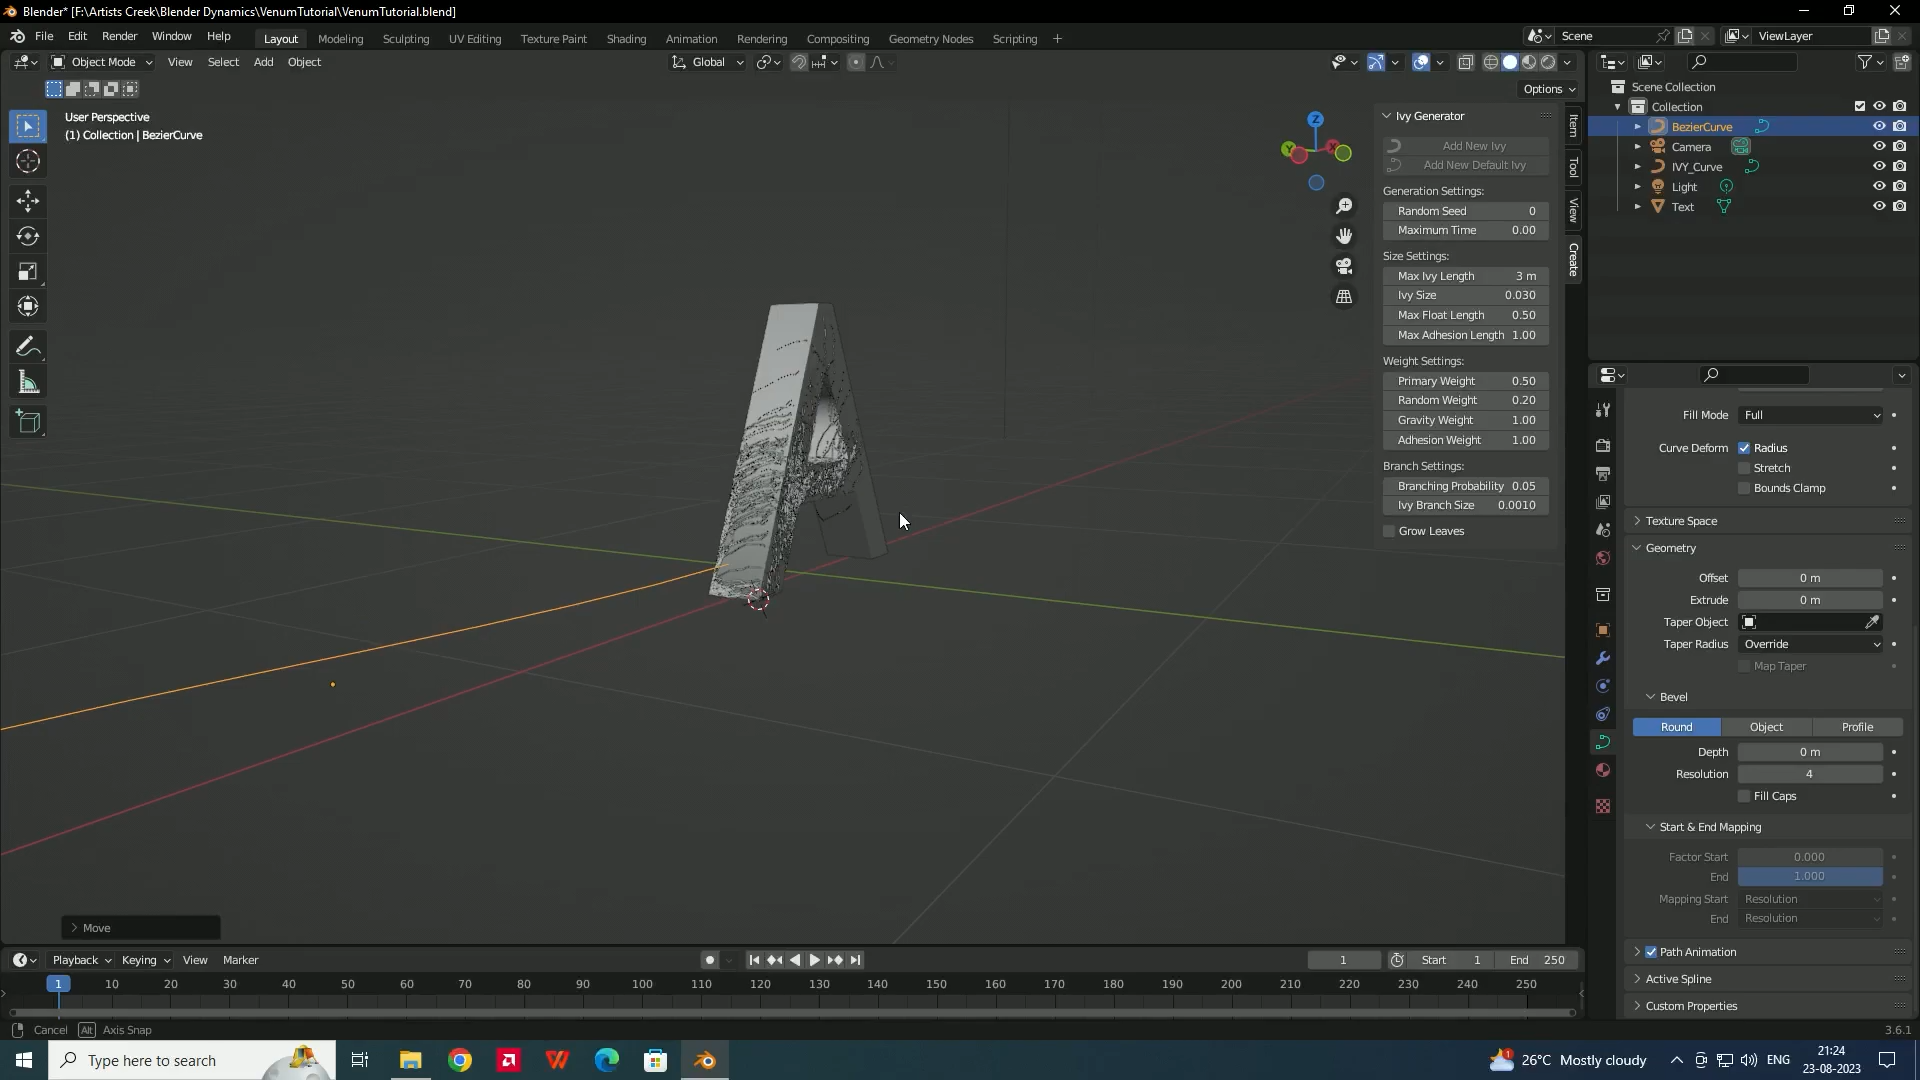 Blender* [F:\Artists Creek\Blender Dynamics\VenumTutorial\VenumTutorial.blend]
File Edit Render Window Help Layout Modeling Sculpting UV Editing Texture Paint Shading Animation Rendering Compositing Geometry Nodes Scripting + Scene ViewLayer
Object Mode View Select Add Object Global
Options
User Perspective
(1) Collection | BezierCurve
Z
Y
X
Ivy Generator
Add New Ivy
Add New Default Ivy
Generation Settings:
Random Seed 0
Maximum Time 0.00
Size Settings:
Max Ivy Length 3 m
Ivy Size 0.030
Max Float Length 0.50
Max Adhesion Length 1.00
Weight Settings:
Primary Weight 0.50
Random Weight 0.20
Gravity Weight 1.00
Adhesion Weight 1.00
Branch Settings:
Branching Probability 0.05
Ivy Branch Size 0.0010
Grow Leaves
Item
Tool
View
Create
Scene Collection
Collection
BezierCurve
Camera
IVY_Curve
Light
Text
Fill Mode Full
Curve Deform Radius
Stretch
Bounds Clamp
Texture Space
Geometry
Offset 0 m
Extrude 0 m
Taper Object
Taper Radius Override
Map Taper
Bevel
Round Object Profile
Depth 0 m
Resolution 4
Fill Caps
Start & End Mapping
Factor Start 0.000
End 1.000
Mapping Start Resolution
End Resolution
Path Animation
Active Spline
Custom Properties
A
Move
Playback Keying View Marker 1 Start 1 End 250
1 10 20 30 40 50 60 70 80 90 100 110 120 130 140 150 160 170 180 190 200 210 220 230 240 250
Cancel Alt Axis Snap 3.6.1
Type here to search
1 26°C Mostly cloudy ENG
21:24
23-08-2023